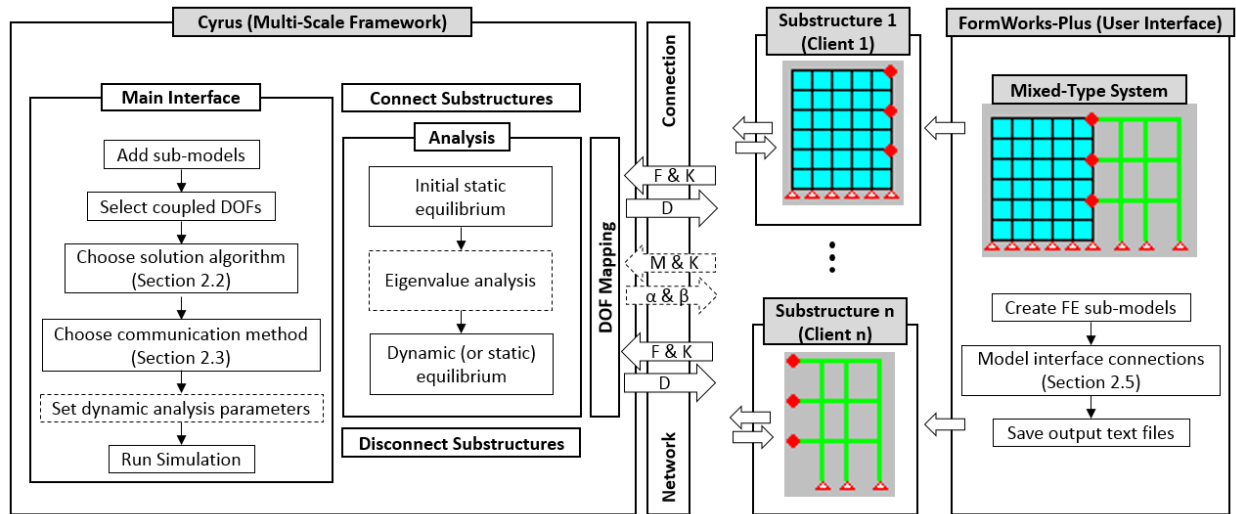 Cyrus (Multi-Scale Framework)
Main Interface
Add sub-models
Select coupled DOFs
Choose solution algorithm
(Section 2.2)
Choose communication method
(Section 2.3)
Set dynamic analysis parameters
Run Simulation
Connect Substructures
Analysis
Initial static
equilibrium
Eigenvalue analysis
Dynamic (or static)
equilibrium
Disconnect Substructures
DOF Mapping
Connection
Network
F & K
D
M & K
α & β
F & K
D
Substructure 1
(Client 1)
Substructure n
(Client n)
FormWorks-Plus (User Interface)
Mixed-Type System
Create FE sub-models
Model interface connections
(Section 2.5)
Save output text files